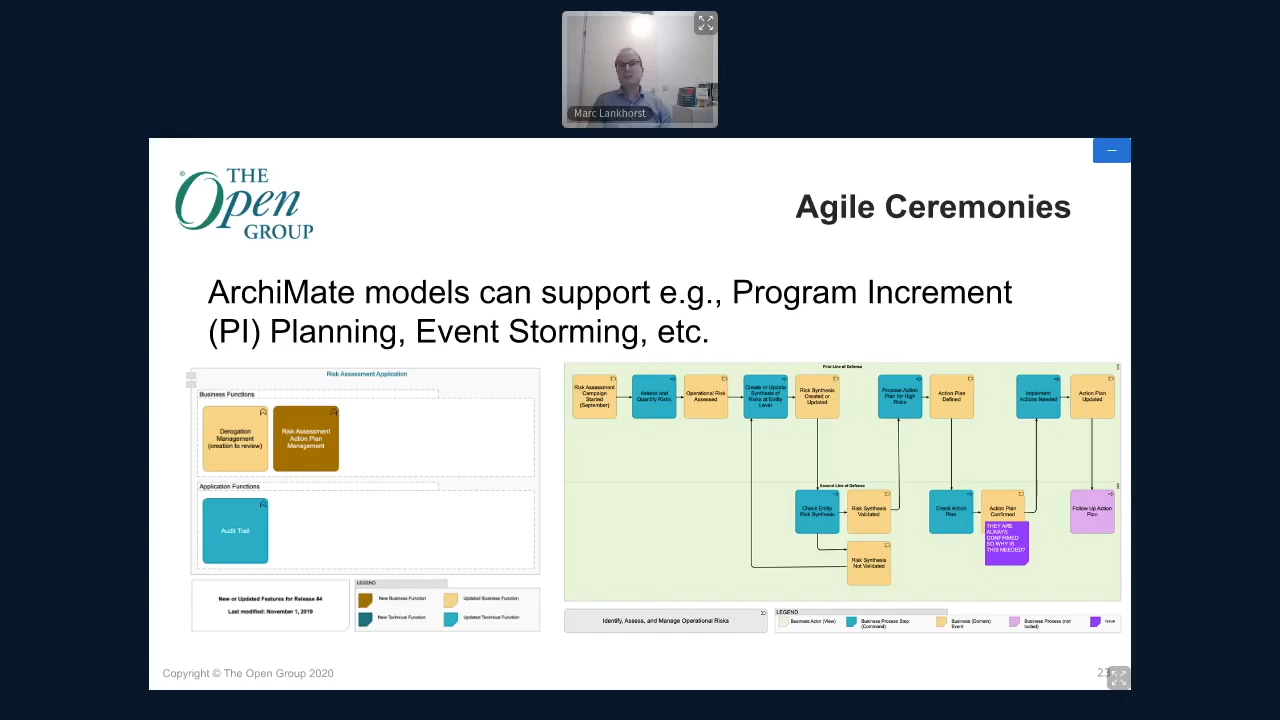 Marc Lankhorst
THE
Open
GROUP
Agile Ceremonies
ArchiMate models can support e.g., Program Increment
(PI) Planning, Event Storming, etc.
Risk Assessment Application
Business Functions
Derogation
Management
(creation to review)
Risk Assessment
Action Plan
Management
Application Functions
Audit Trail
New or Updated Features for Release #4
Last modified: November 1, 2019
LEGEND
New Business Function
Updated Business Function
New Technical Function
Updated Technical Function
First Line of Defense
Risk Assessment
Campaign
Started
(September)
Assess and
Quantify Risks
Operational Risk
Assessed
Create or Update
Synthesis of
Risks at Entity
Level
Risk Synthesis
Created or
Updated
Propose Action
Plan for High
Risks
Action Plan
Defined
Implement
Actions Needed
Action Plan
Updated
Second Line of Defense
Check Entity
Risk Synthesis
Risk Synthesis
Validated
Check Action
Plan
Action Plan
Confirmed
Follow Up Action
Plan
THEY ARE
ALWAYS
CONFIRMED
SO WHY IS
THIS NEEDED?
Risk Synthesis
Not Validated
Identify, Assess, and Manage Operational Risks
LEGEND
Business Actor (View)
Business Process Step
(Command)
Business (Domain)
Event
Business Process (not
Issue
Copyright © The Open Group 2020
23